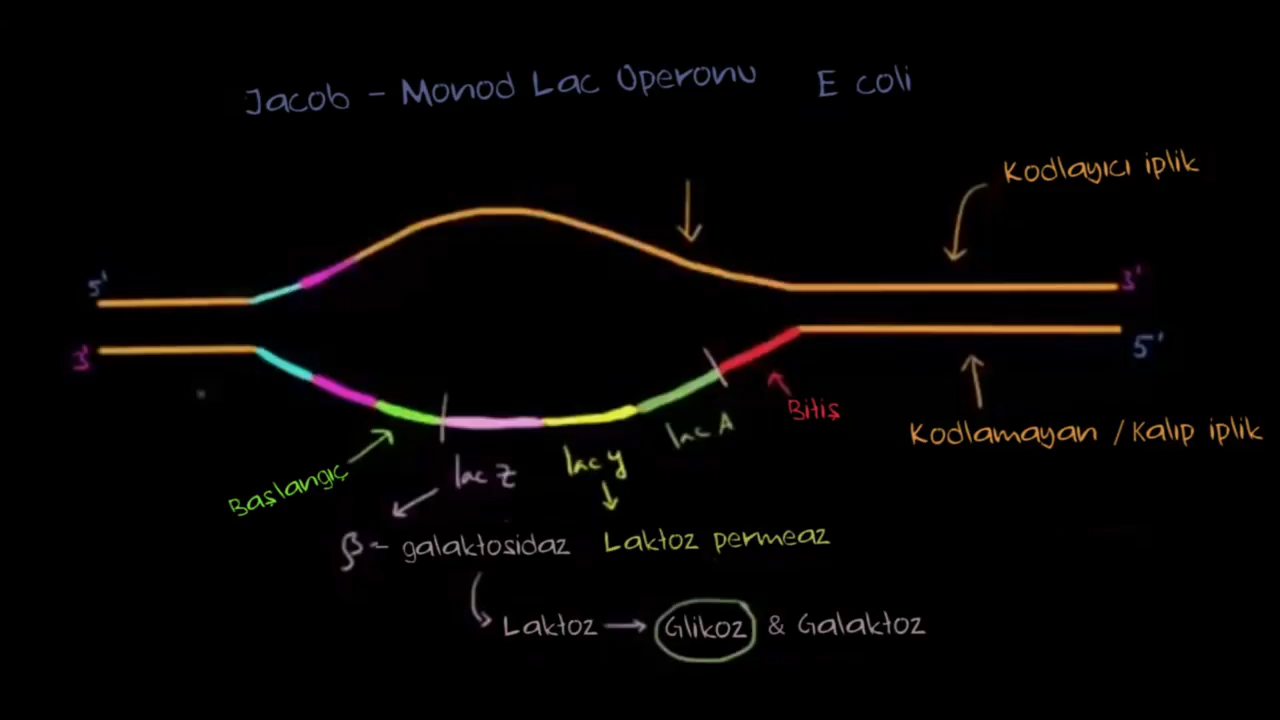 Jacob - Monod Lac Operonu E coli
Kodlayıcı iplik
5'
3'
3'
5'
Bitiş
lac A
Kodlamayan / Kalıp iplik
Başlangıç
lac z
lac y
β - galaktosidaz
Laktoz permeaz
Laktoz → Glikoz & Galaktoz